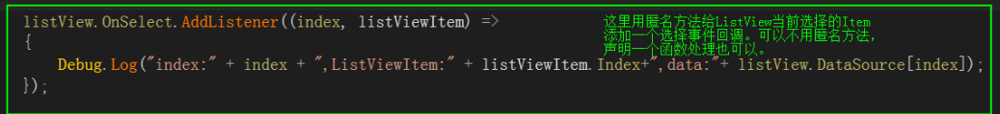 listView.OnSelect.AddListener((index, listViewItem) =>
这里用匿名方法给ListView当前选择的Item
添加一个选择事件回调。可以不用匿名方法,
声明一个函数处理也可以。
{
Debug.Log("index:" + index + ",ListViewItem:" + listViewItem.Index+",data:"+ listView.DataSource[index]);
});